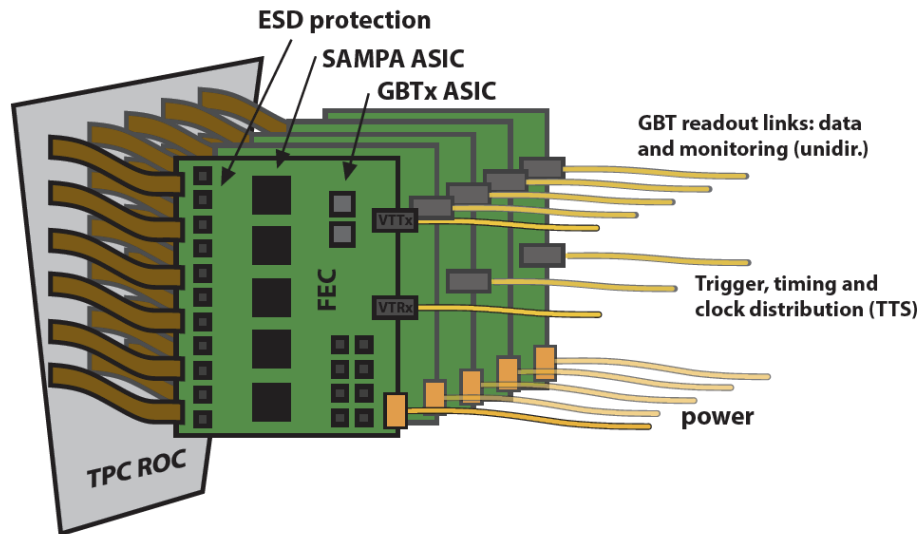 ESD protection
SAMPA ASIC
GBTx ASIC
GBT readout links: data
and monitoring (unidir.)
VTTx
FEC
VTRx
Trigger, timing and
clock distribution (TTS)
power
TPC ROC